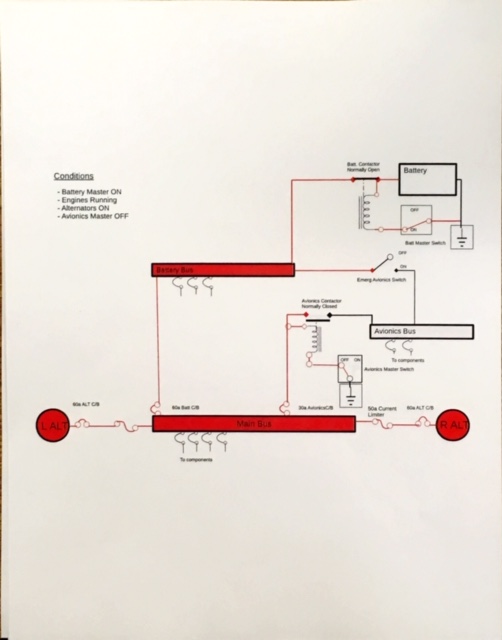 Conditions
- Battery Master ON
- Engines Running
- Alternators ON
- Avionics Master OFF
Batt. Contactor
Normally Open
Battery
OFF
ON
Batt Master Switch
Battery Bus
OFF
ON
Emerg Avionics Switch
Avionics Contactor
Normally Closed
Avionics Bus
To components
OFF ON
Avionics Master Switch
60a ALT C/B
60a Batt C/B
30a AvionicsC/B
50a Current
Limiter
60a ALT C/B
L ALT
Main Bus
R ALT
To components